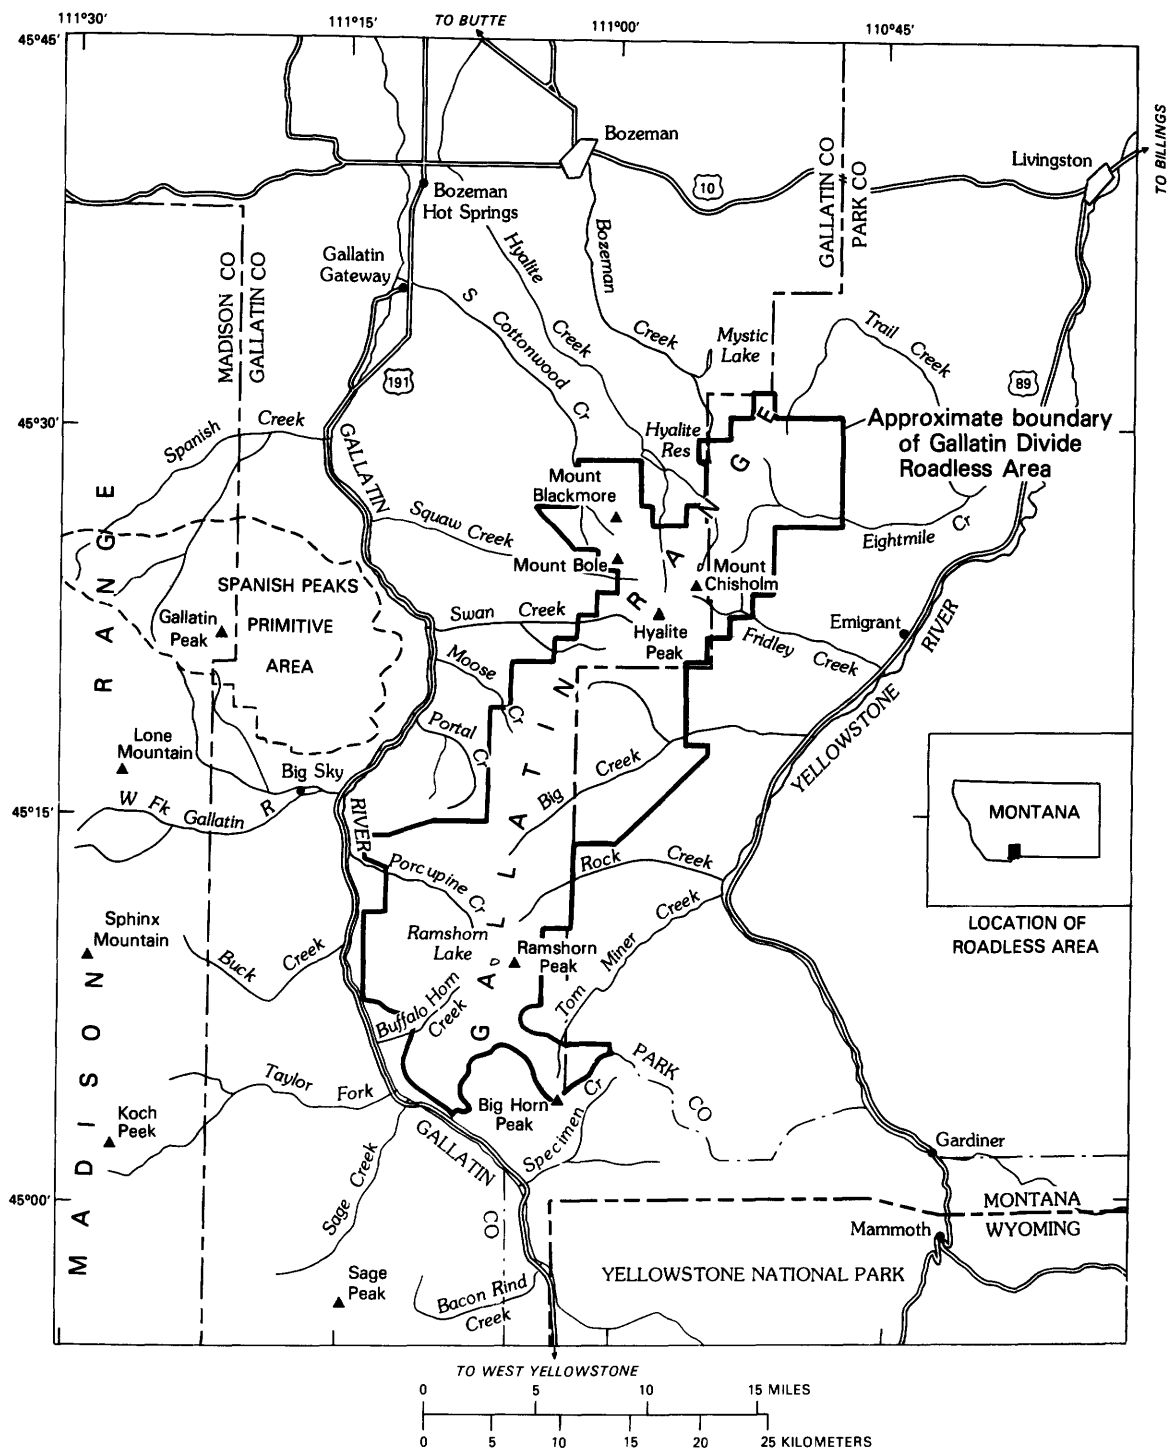 111°30'
111°15'
TO BUTTE
111°00'
110°45'
45°45'
TO BILLINGS
Bozeman
Livingston
10
GALLATIN CO
PARK CO
Bozeman
Hot Springs
Hyalite
Creek
Bozeman
Creek
Gallatin
Gateway
MADISON CO
GALLATIN CO
S Cottonwood Cr
Mystic
Lake
Trail Creek
191
89
45°30'
Spanish Creek
Hyalite
Res
Approximate boundary
of Gallatin Divide
Roadless Area
GALLATIN
RIVER
Mount
Blackmore
Squaw Creek
Eightmile Cr
Mount Bole
Mount
Chisholm
SPANISH PEAKS
PRIMITIVE
AREA
Gallatin
Peak
Swan Creek
Hyalite
Peak
Emigrant
Fridley Creek
YELLOWSTONE
RIVER
Moose Cr
Portal Cr
Lone
Mountain
Big Sky
Big Creek
45°15'
W Fk Gallatin R
MONTANA
LOCATION OF
ROADLESS AREA
Porcupine Cr
Rock Creek
Sphinx
Mountain
Ramshorn
Lake
Ramshorn
Peak
Tom Miner Creek
Buck Creek
Buffalo Horn
Creek
GALLATIN RANGE
MADISON RANGE
Taylor Fork
Koch
Peek
Big Horn
Peak
Specimen Cr
PARK CO
GALLATIN CO
Gardiner
45°00'
Sage Creek
MONTANA
WYOMING
Mammoth
YELLOWSTONE NATIONAL PARK
Sage
Peak
Bacon Rind
Creek
TO WEST YELLOWSTONE
0 5 10 15 MILES
0 5 10 15 20 25 KILOMETERS